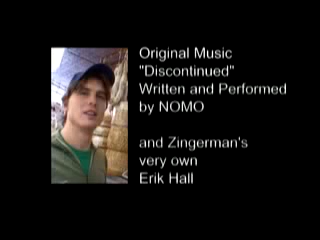 Original Music
"Discontinued"
Written and Performed
by NOMO
and Zingerman's
very own
Erik Hall